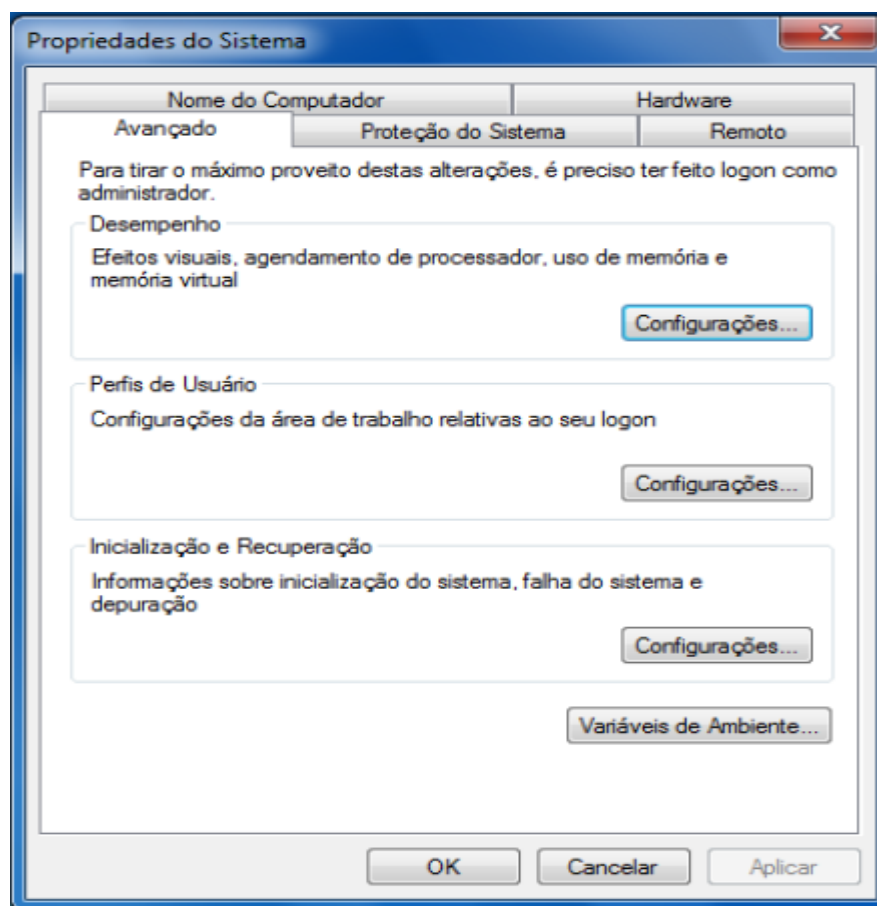 Propriedades do Sistema
Nome do Computador
Hardware
Avançado
Proteção do Sistema
Remoto
Para tirar o máximo proveito destas alterações, é preciso ter feito logon como
administrador.
Desempenho
Efeitos visuais, agendamento de processador, uso de memória e
memória virtual
Configurações...
Perfis de Usuário
Configurações da área de trabalho relativas ao seu logon
Configurações...
Inicialização e Recuperação
Informações sobre inicialização do sistema, falha do sistema e
depuração
Configurações...
Variáveis de Ambiente...
OK
Cancelar
Aplicar